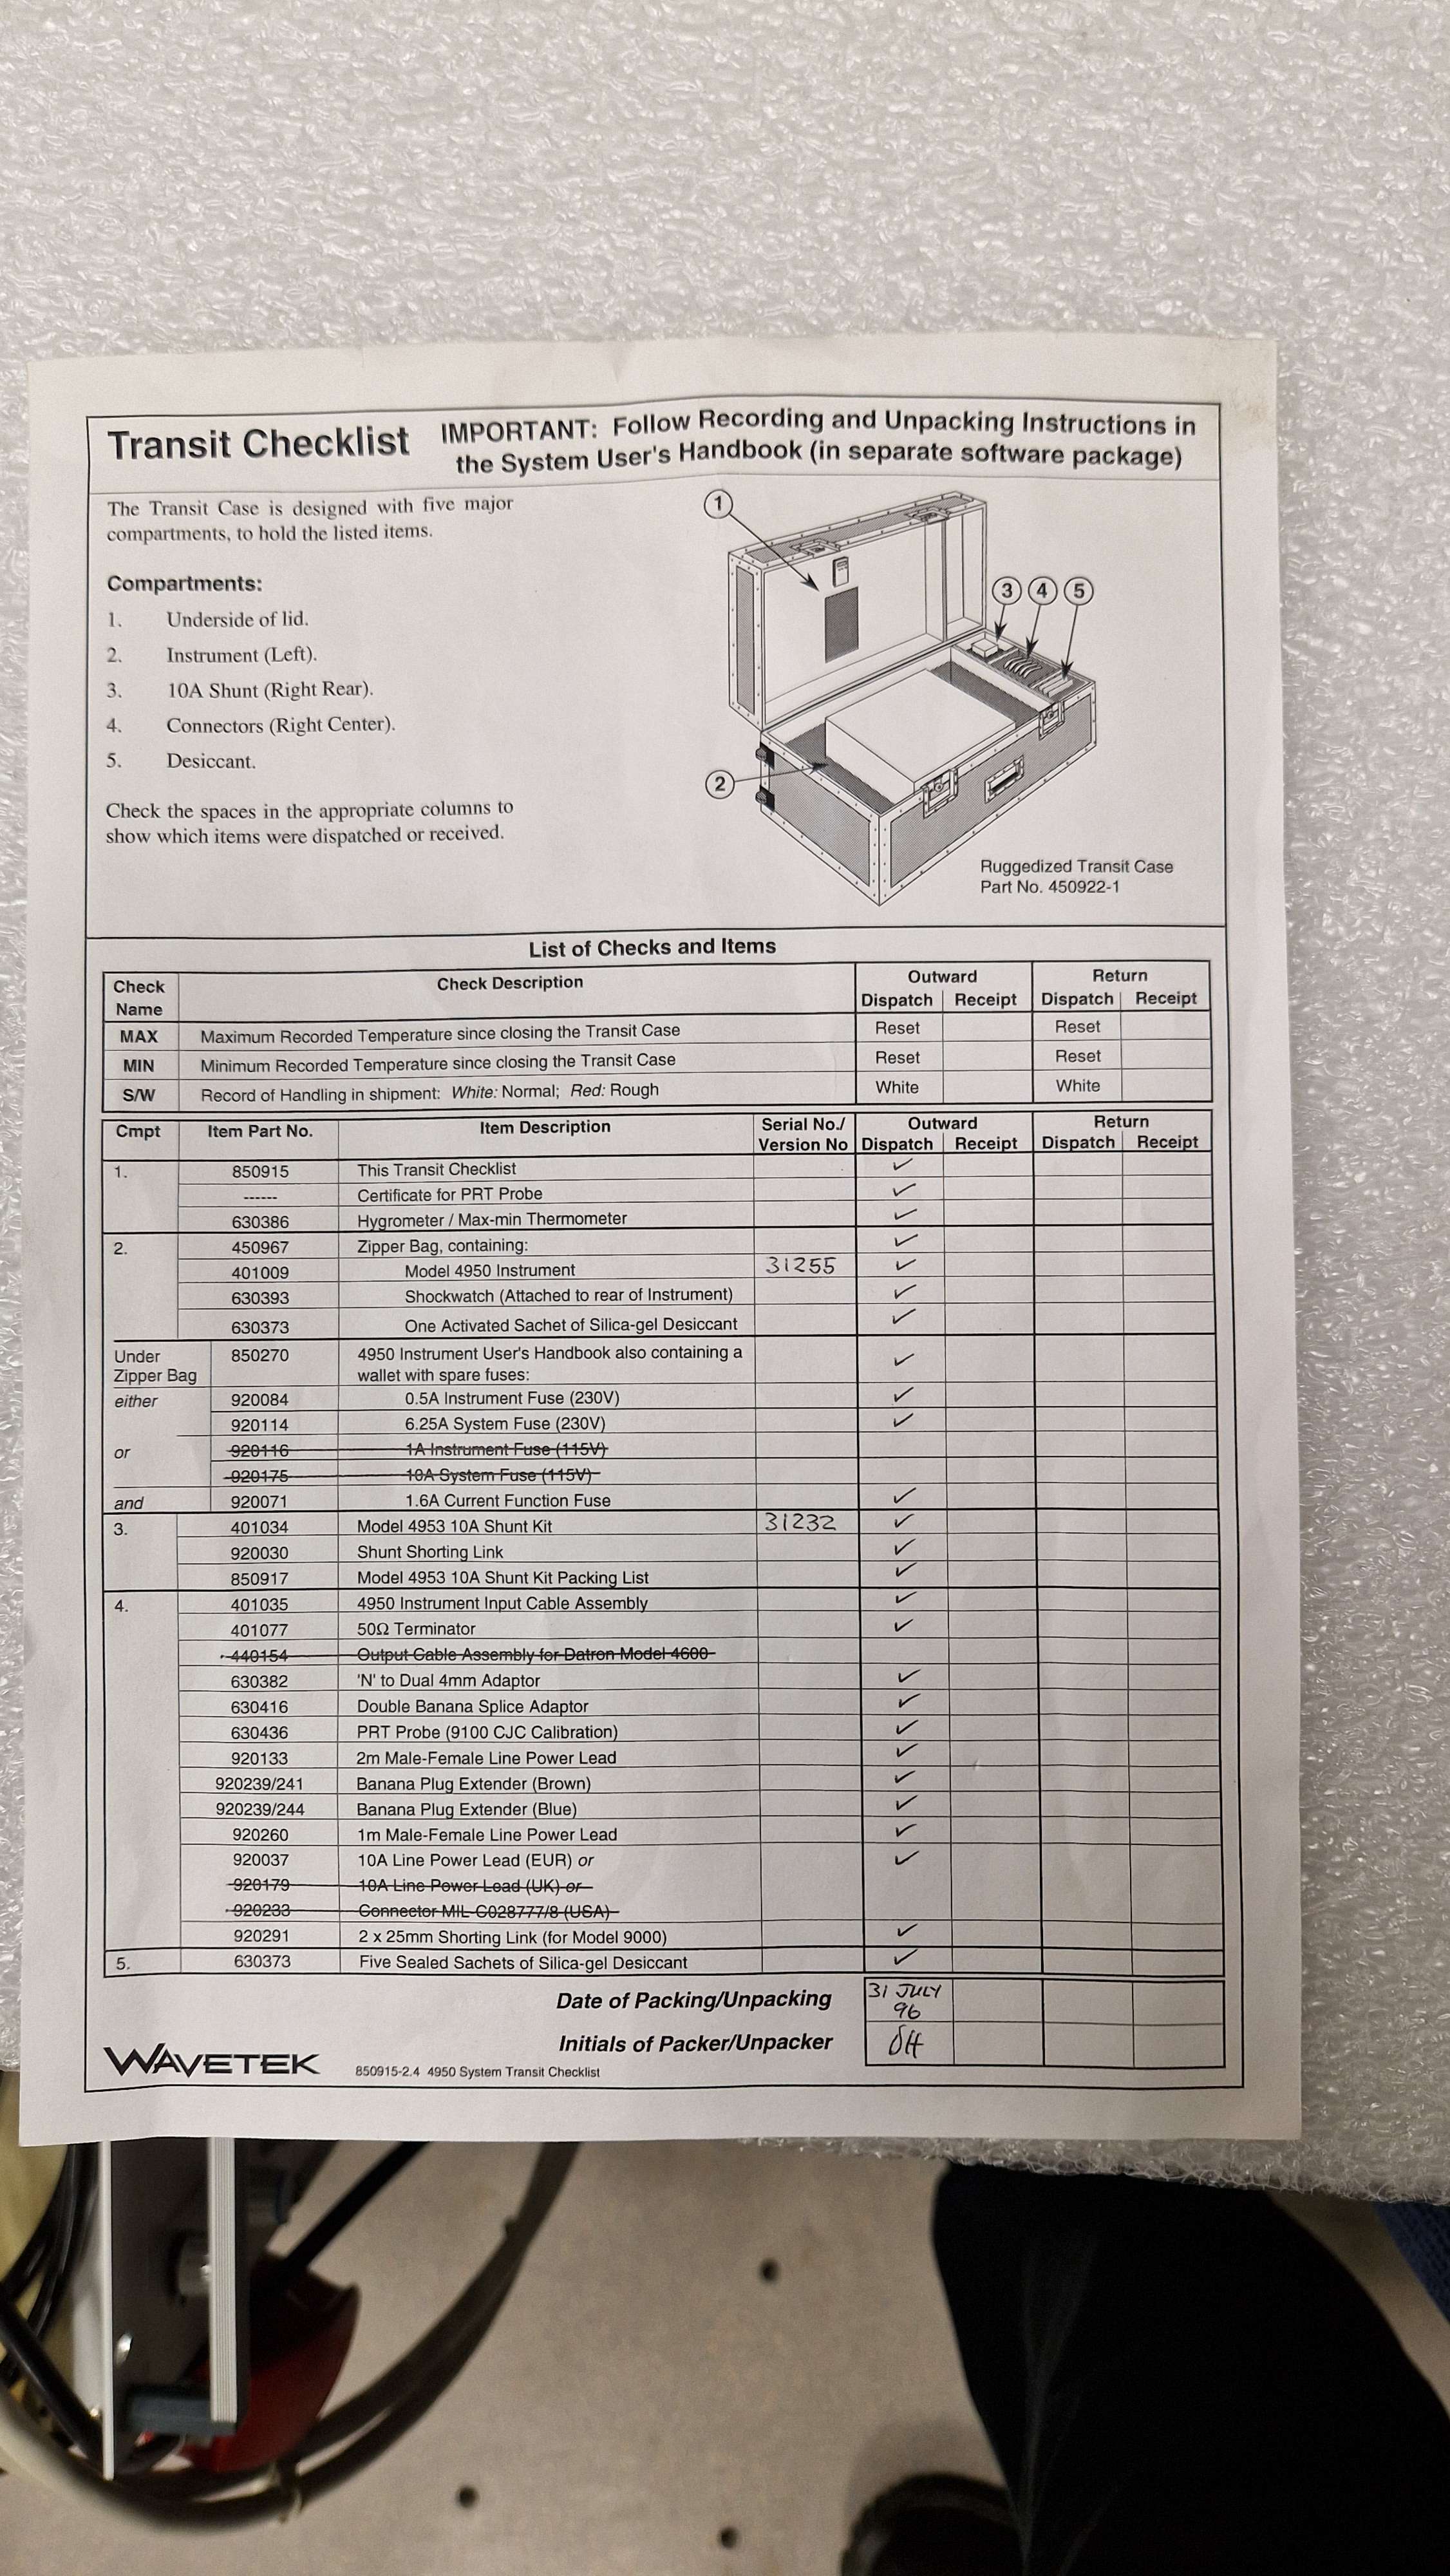 Transit Checklist
IMPORTANT: Follow Recording and Unpacking Instructions in
the System User's Handbook (in separate software package)
The Transit Case is designed with five major
compartments, to hold the listed items.
Compartments:
1. Underside of lid.
2. Instrument (Left).
3. 10A Shunt (Right Rear).
4. Connectors (Right Center).
5. Desiccant.
Check the spaces in the appropriate columns to
show which items were dispatched or received.
1
3 4 5
2
Ruggedized Transit Case
Part No. 450922-1
List of Checks and Items
Check Name Check Description Outward Dispatch Receipt Return Dispatch Receipt
MAX Maximum Recorded Temperature since closing the Transit Case Reset Reset
MIN Minimum Recorded Temperature since closing the Transit Case Reset Reset
S/W Record of Handling in shipment: White: Normal; Red: Rough White White
Cmpt Item Part No. Item Description Serial No./ Version No Outward Dispatch Receipt Return Dispatch Receipt
1. 850915 This Transit Checklist ✓
------ Certificate for PRT Probe ✓
630386 Hygrometer / Max-min Thermometer ✓
2. 450967 Zipper Bag, containing: ✓
401009 Model 4950 Instrument 31255 ✓
630393 Shockwatch (Attached to rear of Instrument) ✓
630373 One Activated Sachet of Silica-gel Desiccant ✓
Under Zipper Bag 850270 4950 Instrument User's Handbook also containing a
wallet with spare fuses: ✓
either 920084 0.5A Instrument Fuse (230V) ✓
920114 6.25A System Fuse (230V) ✓
or 920116 1A Instrument Fuse (115V)
920175 10A System Fuse (115V)
and 920071 1.6A Current Function Fuse ✓
3. 401034 Model 4953 10A Shunt Kit 31232 ✓
920030 Shunt Shorting Link ✓
850917 Model 4953 10A Shunt Kit Packing List ✓
4. 401035 4950 Instrument Input Cable Assembly ✓
401077 50Ω Terminator ✓
440154 Output Cable Assembly for Datron Model 4600
630382 'N' to Dual 4mm Adaptor ✓
630416 Double Banana Splice Adaptor ✓
630436 PRT Probe (9100 CJC Calibration) ✓
920133 2m Male-Female Line Power Lead ✓
920239/241 Banana Plug Extender (Brown) ✓
920239/244 Banana Plug Extender (Blue) ✓
920260 1m Male-Female Line Power Lead ✓
920037 10A Line Power Lead (EUR) or ✓
920179 10A Line Power Lead (UK) or
920233 Connector MIL-C028777/8 (USA)
920291 2 x 25mm Shorting Link (for Model 9000) ✓
5. 630373 Five Sealed Sachets of Silica-gel Desiccant ✓
Date of Packing/Unpacking 31 JULY 96
Initials of Packer/Unpacker
WAVETEK 850915-2.4 4950 System Transit Checklist